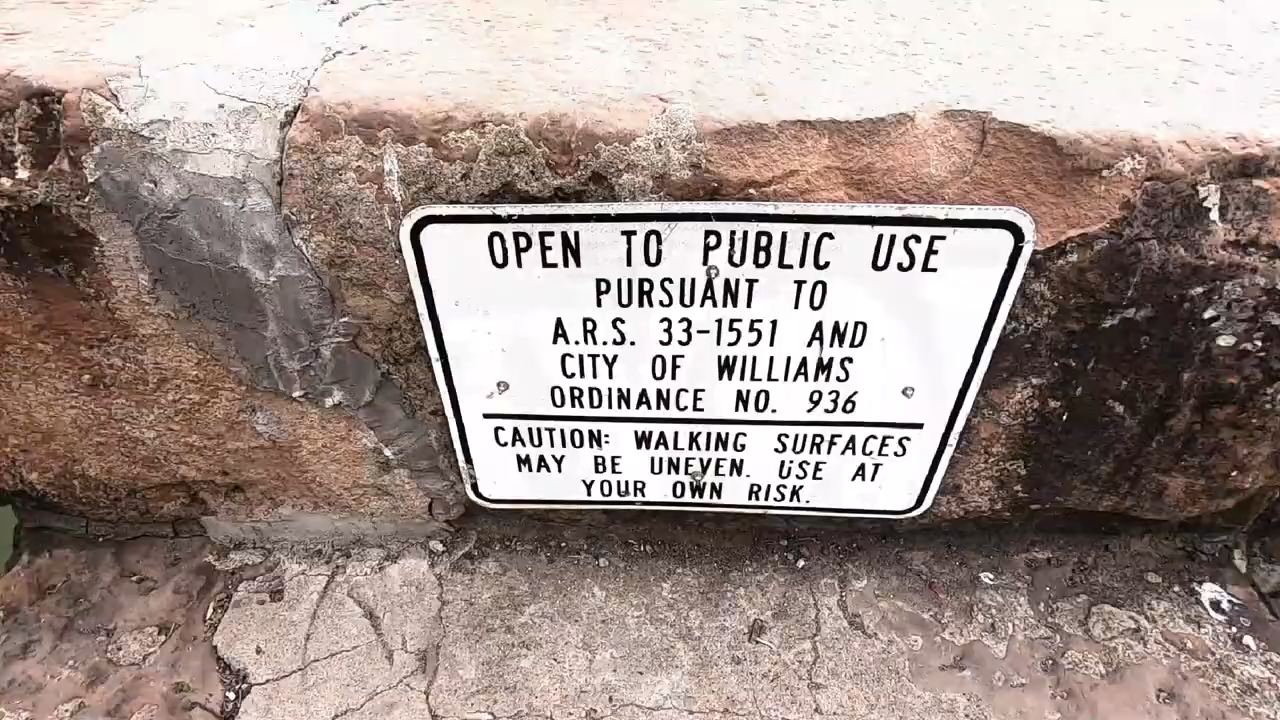 OPEN TO PUBLIC USE
PURSUANT TO
A.R.S. 33-1551 AND
CITY OF WILLIAMS
ORDINANCE NO. 936
CAUTION: WALKING SURFACES
MAY BE UNEVEN. USE AT
YOUR OWN RISK.